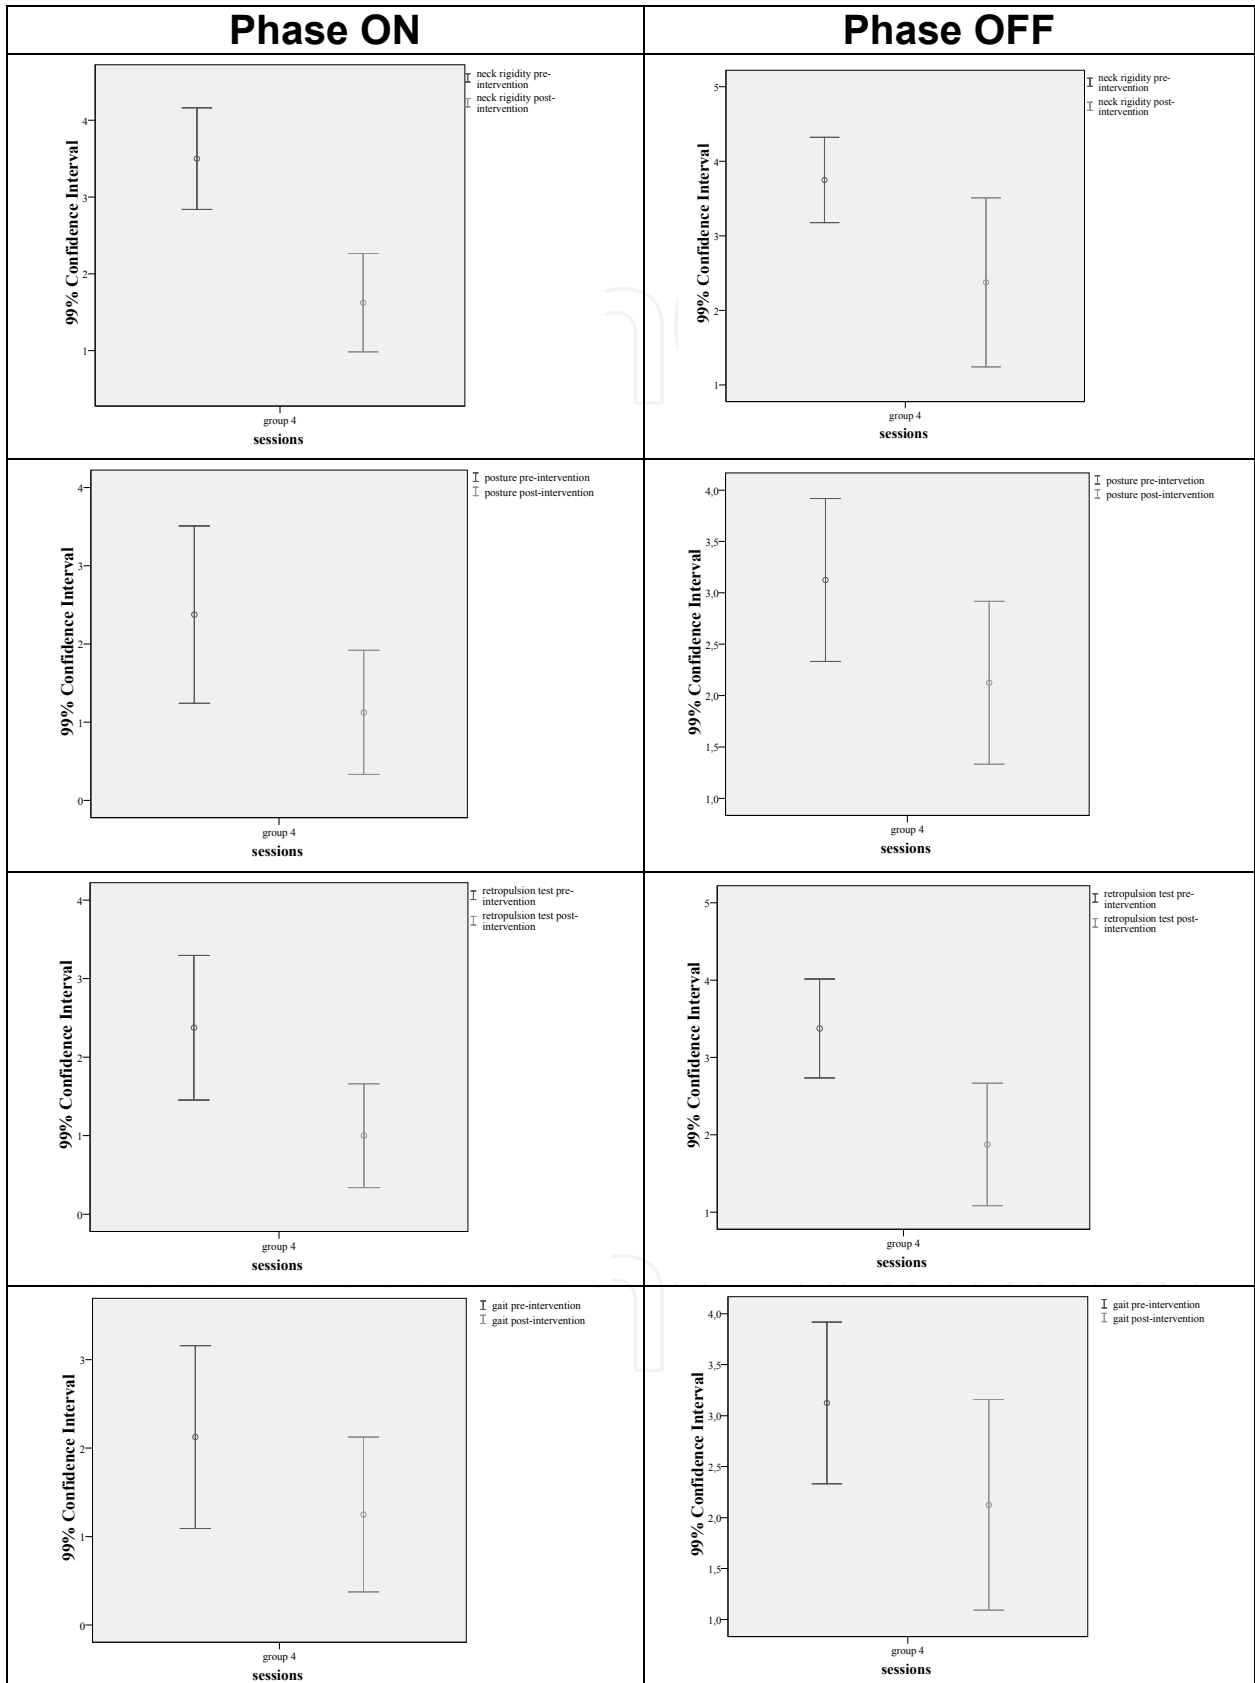 Phase ON
Phase OFF
99% Confidence Interval
4
3
2
1
group 4
sessions
neck rigidity pre-
intervention
neck rigidity post-
intervention
99% Confidence Interval
5
4
3
2
1
group 4
sessions
neck rigidity pre-
intervention
neck rigidity post-
intervention
99% Confidence Interval
4
3
2
1
0
group 4
sessions
posture pre-intervention
posture post-intervention
99% Confidence Interval
4,0
3,5
3,0
2,5
2,0
1,5
1,0
group 4
sessions
posture pre-intervetion
posture post-intervention
99% Confidence Interval
4
3
2
1
0
group 4
sessions
retropulsion test pre-
intervention
retropulsion test post-
intervention
99% Confidence Interval
5
4
3
2
1
group 4
sessions
retropulsion test pre-
intervention
retropulsion test post-
intervention
99% Confidence Interval
3
2
1
0
group 4
sessions
gait pre-intervention
gait post-intervention
99% Confidence Interval
4,0
3,5
3,0
2,5
2,0
1,5
1,0
group 4
sessions
gait pre-intervention
gait post-intervention